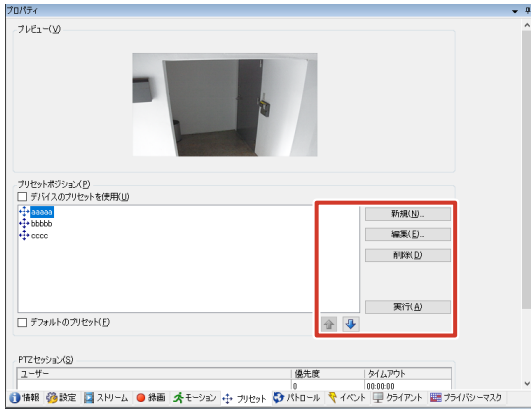 プロパティ
プレビュー(V)
プリセットポジション(P)
デバイスのプリセットを使用(U)
aaaaa
bbbbb
cccc
新規(N)...
編集(E)...
削除(D)
実行(A)
デフォルトのプリセット(F)
PTZセッション(S)
ユーザー 優先度 タイムアウト
0 00:00:00
情報 設定 ストリーム 録画 モーション プリセット パトロール イベント クライアント プライバシーマスク